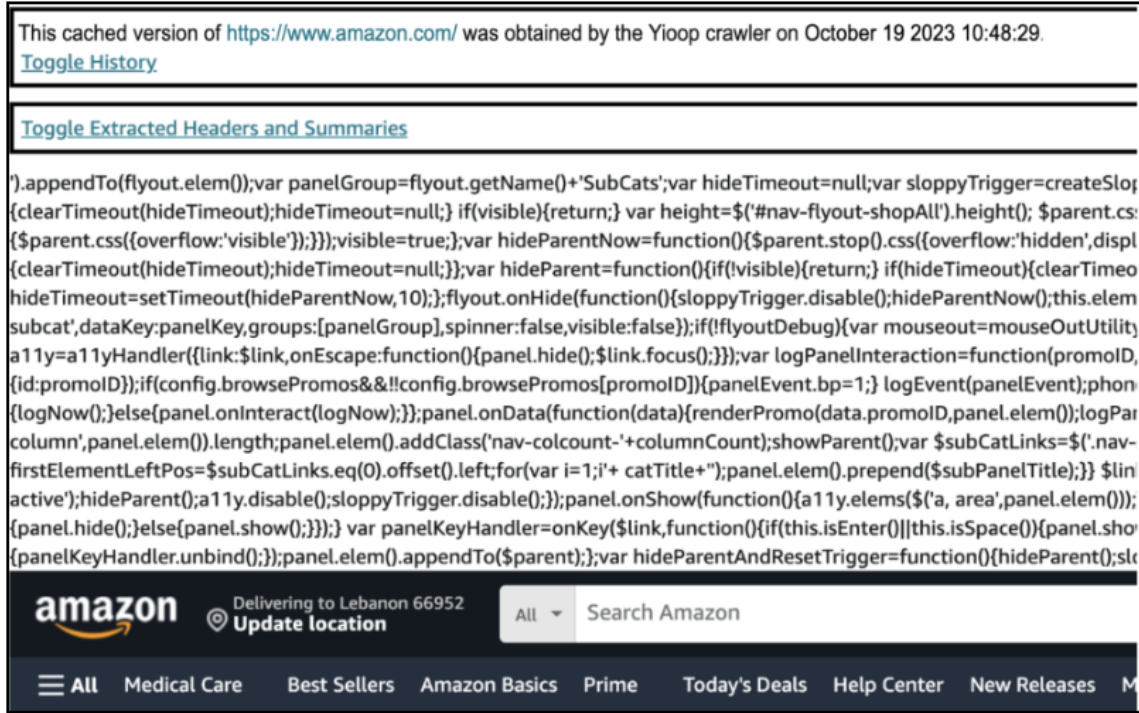 This cached version of https://www.amazon.com/ was obtained by the Yioop crawler on October 19 2023 10:48:29.
Toggle History
Toggle Extracted Headers and Summaries
').appendTo(flyout.elem());var panelGroup=flyout.getName()+'SubCats';var hideTimeout=null;var sloppyTrigger=createSlop
{clearTimeout(hideTimeout);hideTimeout=null;} if(visible){return;} var height=$('#nav-flyout-shopAll').height(); $parent.cs
{$parent.css({overflow:'visible'});}});visible=true;};var hideParentNow=function(){$parent.stop().css({overflow:'hidden',displ
{clearTimeout(hideTimeout);hideTimeout=null;}};var hideParent=function(){if(!visible){return;} if(hideTimeout){clearTimeo
hideTimeout=setTimeout(hideParentNow,10);};flyout.onHide(function(){sloppyTrigger.disable();hideParentNow();this.elem
subcat',dataKey:panelKey,groups:[panelGroup],spinner:false,visible:false});if(!flyoutDebug){var mouseout=mouseOutUtility
a11y=a11yHandler({link:$link,onEscape:function(){panel.hide();$link.focus();}});var logPanelInteraction=function(promoID,
{id:promoID});if(config.browsePromos&&!!config.browsePromos[promoID]){panelEvent.bp=1;} logEvent(panelEvent);phon
{logNow();}else{panel.onInteract(logNow);}};panel.onData(function(data){renderPromo(data.promoID,panel.elem());logPa
column',panel.elem()).length;panel.elem().addClass('nav-colcount-'+columnCount);showParent();var $subCatLinks=$('.nav-
firstElementLeftPos=$subCatLinks.eq(0).offset().left;for(var i=1;i'+ catTitle+'');panel.elem().prepend($subPanelTitle);}} $lin
active');hideParent();a11y.disable();sloppyTrigger.disable();});panel.onShow(function(){a11y.elems($('a, area',panel.elem()));
{panel.hide();}else{panel.show();}});} var panelKeyHandler=onKey($link,function(){if(this.isEnter()||this.isSpace()){panel.sho
{panelKeyHandler.unbind();});panel.elem().appendTo($parent);};var hideParentAndResetTrigger=function(){hideParent();slo
amazon
Delivering to Lebanon 66952
Update location
All
Search Amazon
All Medical Care Best Sellers Amazon Basics Prime Today's Deals Help Center New Releases M